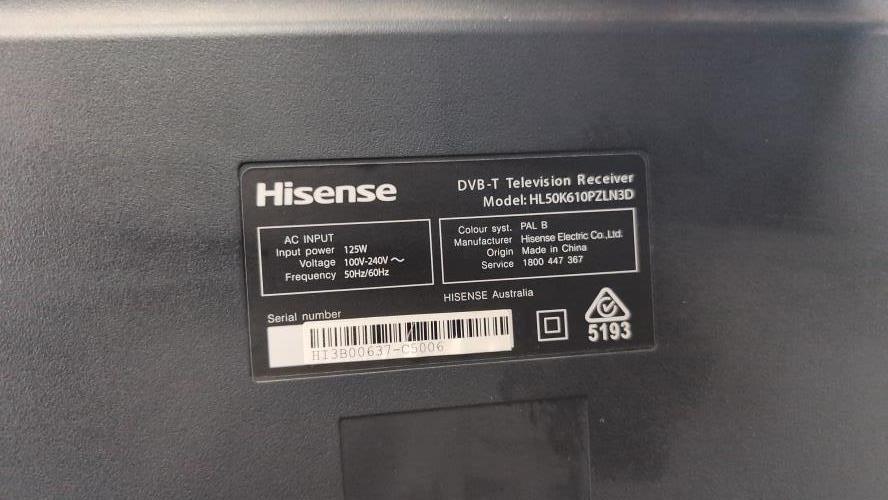 Hisense
DVB-T Television Receiver
Model: HL50K610PZLN3D
AC INPUT
Input power 125W
Voltage 100V-240V ~
Frequency 50Hz/60Hz
Colour syst. PAL B
Manufacturer Hisense Electric Co.,Ltd.
Origin Made in China
Service 1800 447 367
HISENSE Australia
Serial number
HI3B00637-C5006
5193